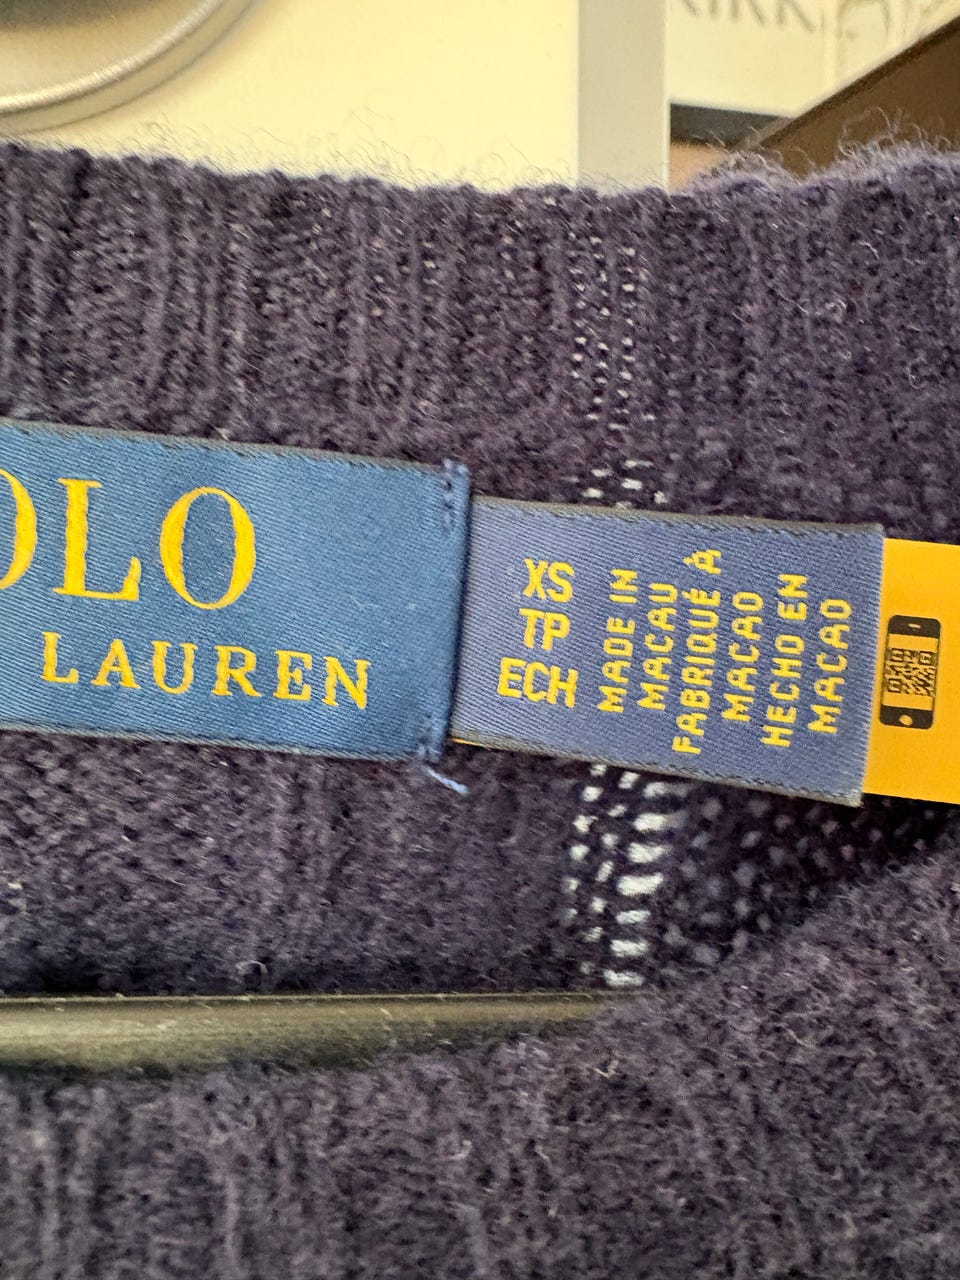 OLO
LAUREN
XS
TP
ECH
MADE IN
MACAU
FABRIQUÉ À
MACAO
HECHO EN
MACAO